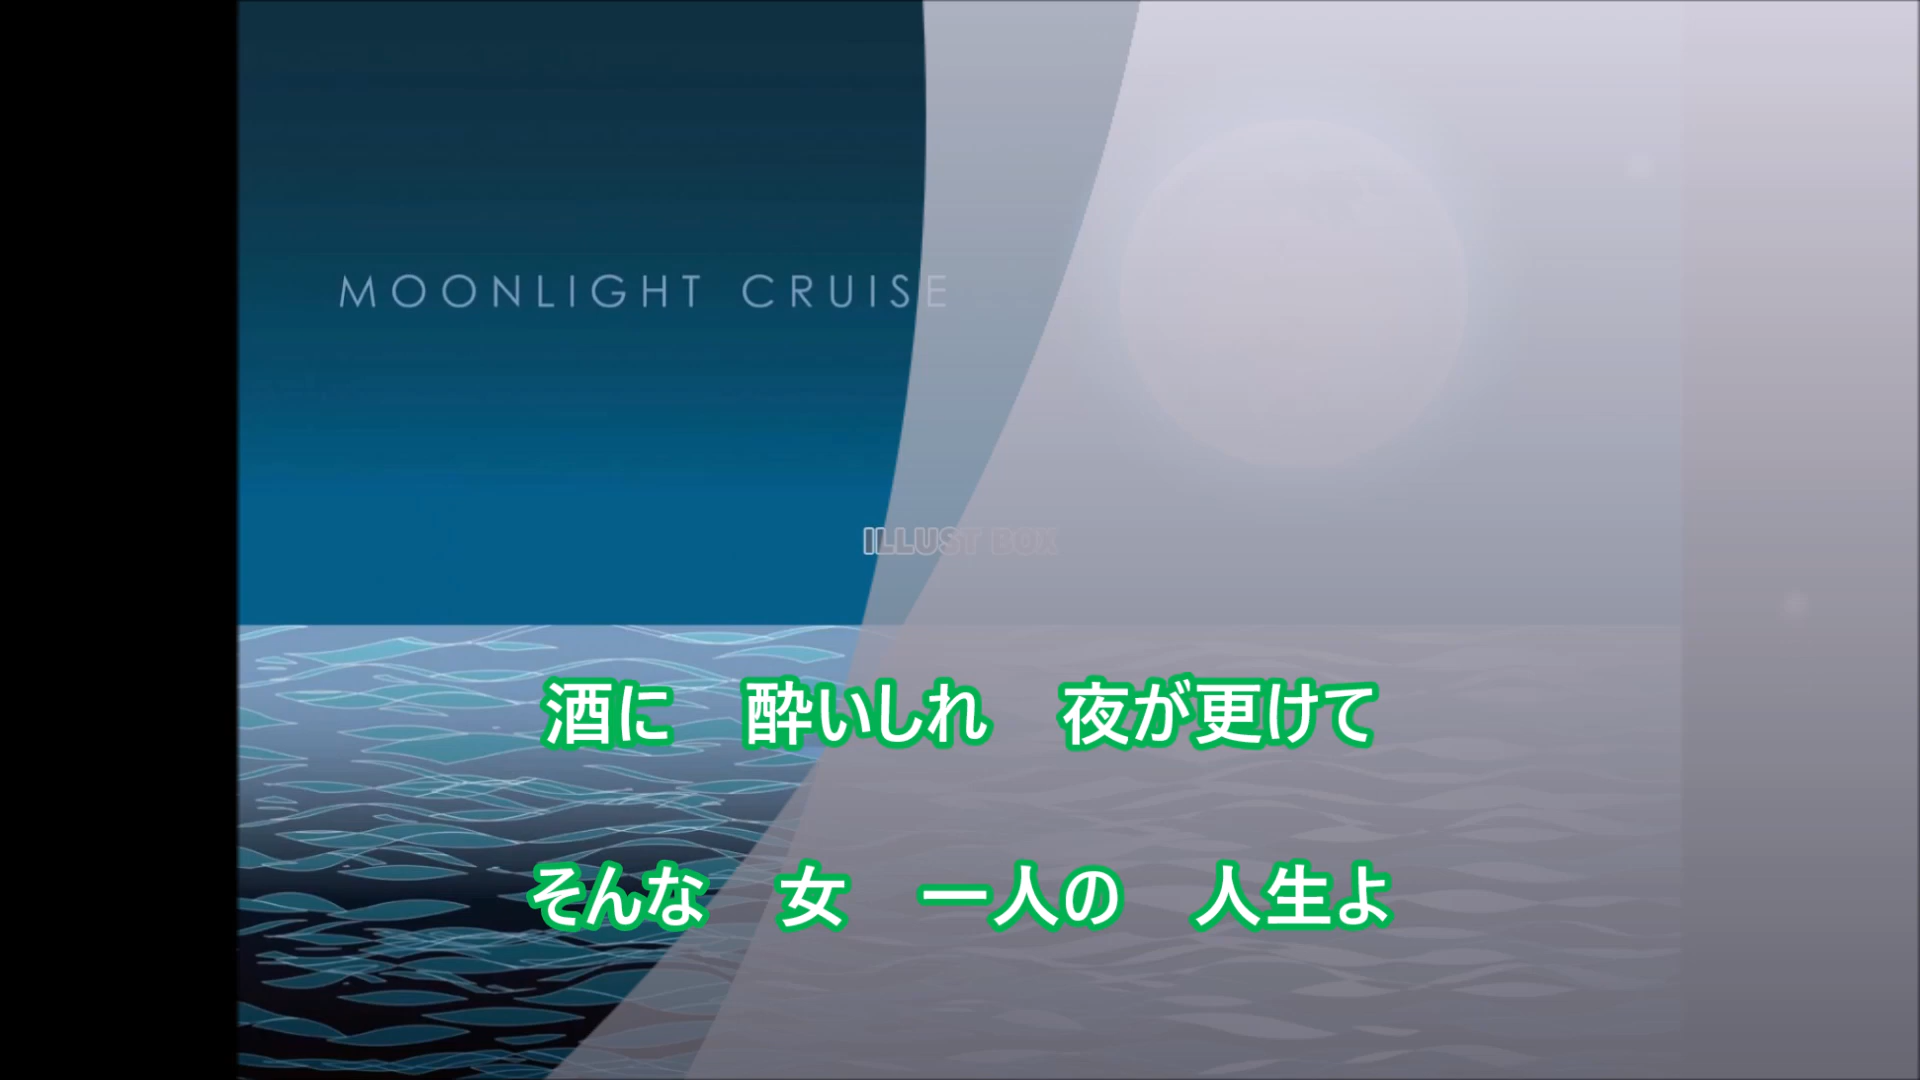 MOONLIGHT CRUISE
ILLUST BOX
酒に　酔いしれ　夜が更けて
そんな　女　一人の　人生よ